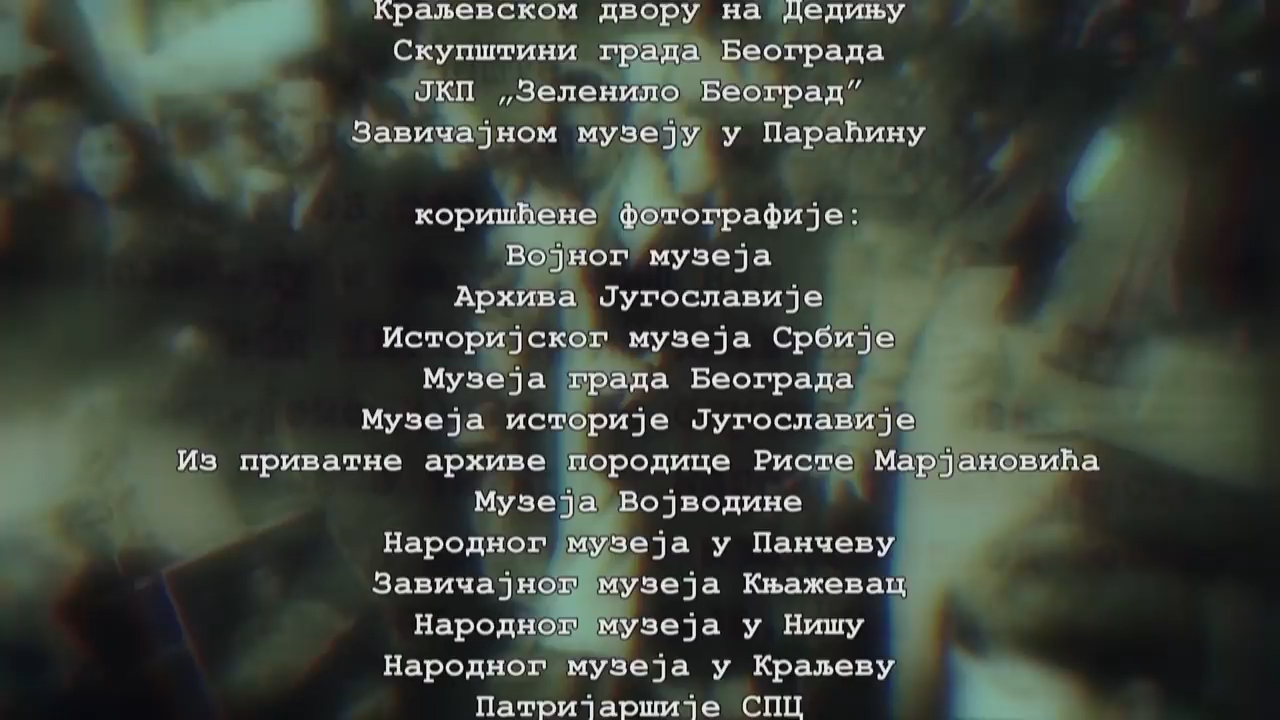 Краљевском двору на Дедињу
Скупштини града Београда
ЈКП „Зеленило Београд”
Завичајном музеју у Параћину
коришћене фотографије:
Војног музеја
Архива Југославије
Историјског музеја Србије
Музеја града Београда
Музеја историје Југославије
Из приватне архиве породице Ристе Марјановића
Музеја Војводине
Народног музеја у Панчеву
Завичајног музеја Књажевац
Народног музеја у Нишу
Народног музеја у Краљеву
Патријаршије СПЦ